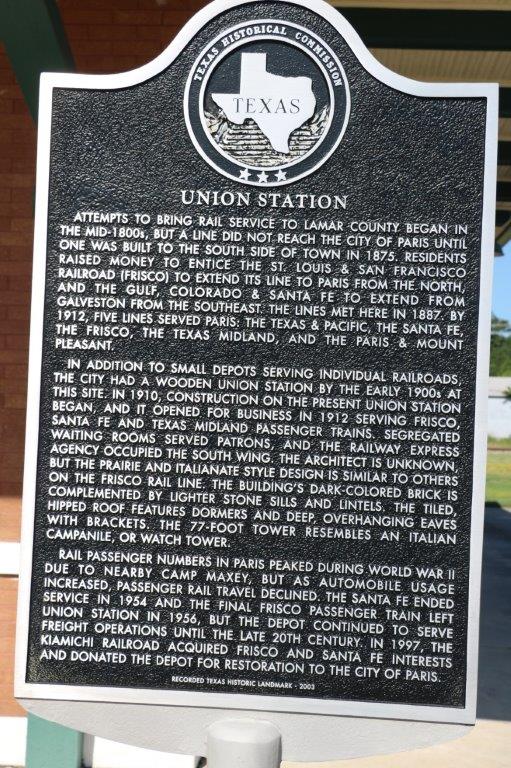 TEXAS HISTORICAL COMMISSION
TEXAS
UNION STATION
ATTEMPTS TO BRING RAIL SERVICE TO LAMAR COUNTY BEGAN IN
THE MID-1800s, BUT A LINE DID NOT REACH THE CITY OF PARIS UNTIL
ONE WAS BUILT TO THE SOUTH SIDE OF TOWN IN 1875. RESIDENTS
RAISED MONEY TO ENTICE THE ST. LOUIS & SAN FRANCISCO
RAILROAD (FRISCO) TO EXTEND ITS LINE TO PARIS FROM THE NORTH,
AND THE GULF, COLORADO & SANTA FE TO EXTEND FROM
GALVESTON FROM THE SOUTHEAST. THE LINES MET HERE IN 1887. BY
1912, FIVE LINES SERVED PARIS: THE TEXAS & PACIFIC, THE SANTA FE,
THE FRISCO, THE TEXAS MIDLAND, AND THE PARIS & MOUNT
PLEASANT.
IN ADDITION TO SMALL DEPOTS SERVING INDIVIDUAL RAILROADS,
THE CITY HAD A WOODEN UNION STATION BY THE EARLY 1900s AT
THIS SITE. IN 1910, CONSTRUCTION ON THE PRESENT UNION STATION
BEGAN, AND IT OPENED FOR BUSINESS IN 1912 SERVING FRISCO,
SANTA FE AND TEXAS MIDLAND PASSENGER TRAINS. SEGREGATED
WAITING ROOMS SERVED PATRONS, AND THE RAILWAY EXPRESS
AGENCY OCCUPIED THE SOUTH WING. THE ARCHITECT IS UNKNOWN,
BUT THE PRAIRIE AND ITALIANATE STYLE DESIGN IS SIMILAR TO OTHERS
ON THE FRISCO RAIL LINE. THE BUILDING'S DARK-COLORED BRICK IS
COMPLEMENTED BY LIGHTER STONE SILLS AND LINTELS. THE TILED,
HIPPED ROOF FEATURES DORMERS AND DEEP, OVERHANGING EAVES
WITH BRACKETS. THE 77-FOOT TOWER RESEMBLES AN ITALIAN
CAMPANILE, OR WATCH TOWER.
RAIL PASSENGER NUMBERS IN PARIS PEAKED DURING WORLD WAR II
DUE TO NEARBY CAMP MAXEY, BUT AS AUTOMOBILE USAGE
INCREASED, PASSENGER RAIL TRAVEL DECLINED. THE SANTA FE ENDED
SERVICE IN 1954 AND THE FINAL FRISCO PASSENGER TRAIN LEFT
UNION STATION IN 1956, BUT THE DEPOT CONTINUED TO SERVE
FREIGHT OPERATIONS UNTIL THE LATE 20TH CENTURY. IN 1997, THE
KIAMICHI RAILROAD ACQUIRED FRISCO AND SANTA FE INTERESTS
AND DONATED THE DEPOT FOR RESTORATION TO THE CITY OF PARIS.
RECORDED TEXAS HISTORIC LANDMARK - 2003